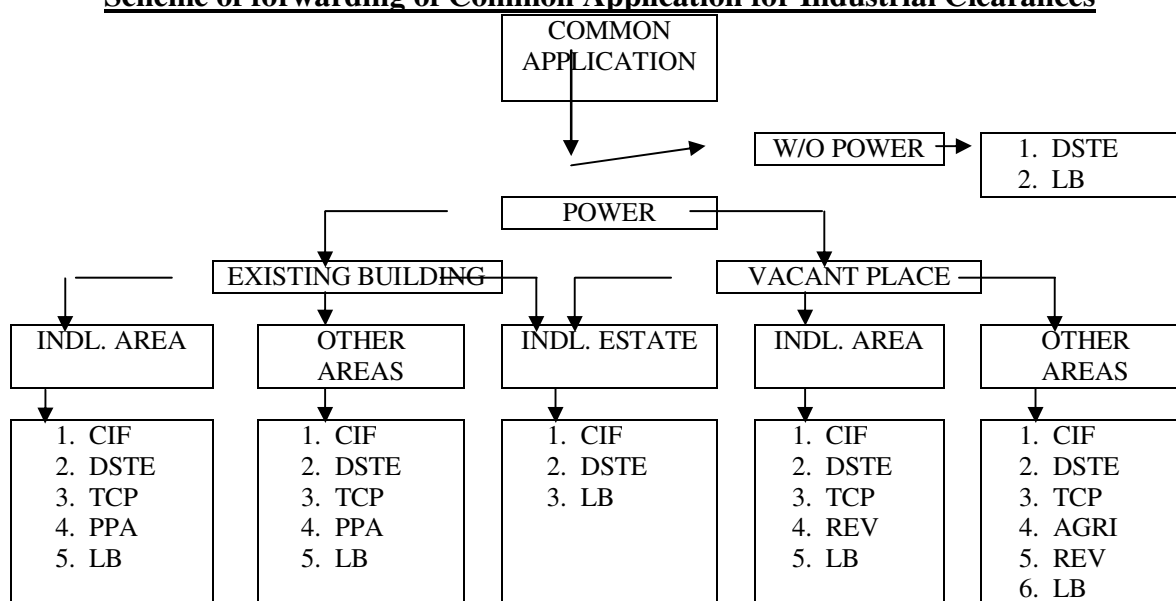 Scheme of forwarding of Common Application for Industrial Clearances
COMMON
APPLICATION
W/O POWER
1. DSTE
2. LB
POWER
EXISTING BUILDING
VACANT PLACE
INDL. AREA
OTHER
AREAS
INDL. ESTATE
INDL. AREA
OTHER
AREAS
1. CIF
2. DSTE
3. TCP
4. PPA
5. LB
1. CIF
2. DSTE
3. TCP
4. PPA
5. LB
1. CIF
2. DSTE
3. LB
1. CIF
2. DSTE
3. TCP
4. REV
5. LB
1. CIF
2. DSTE
3. TCP
4. AGRI
5. REV
6. LB